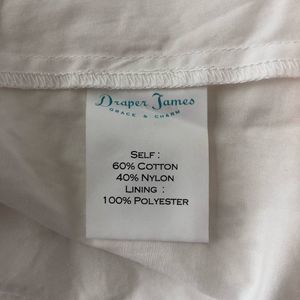 Draper James
GRACE & CHARM
SELF :
60% COTTON
40% NYLON
LINING :
100% POLYESTER